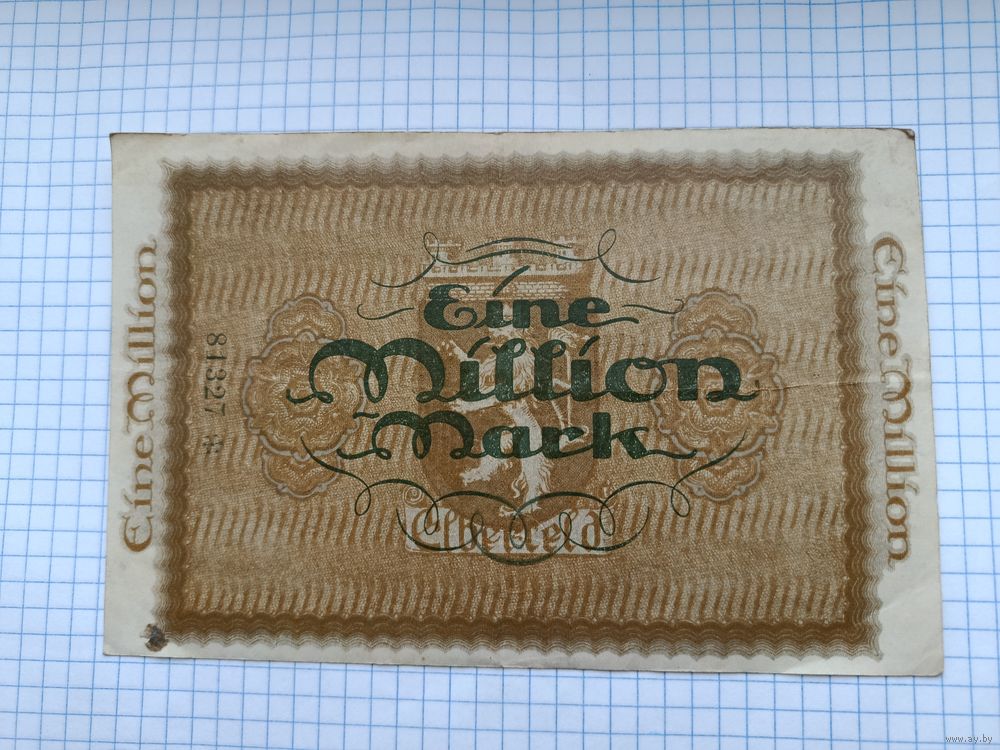 Eine
Million
Mark
Elberfeld
Eine Million
81327 *
Eine Million
www.ay.by